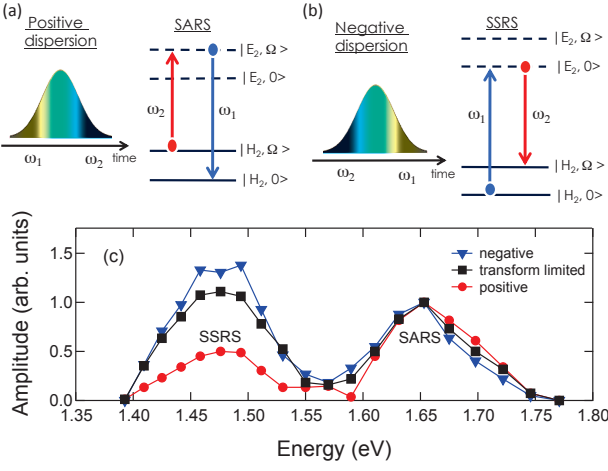 (a)
Positive
dispersion
SARS
| E₂, Ω >
| E₂, 0>
ω₂
ω₁
| H₂, Ω >
| H₂, 0>
ω₁
ω₂
time
(b)
Negative
dispersion
SSRS
| E₂, Ω >
| E₂, 0>
ω₁
ω₂
| H₂, Ω >
| H₂, 0>
ω₂
ω₁
time
(c)
negative
transform limited
positive
SSRS
SARS
Amplitude (arb. units)
1.5
1.0
0.5
0.0
1.35 1.40 1.45 1.50 1.55 1.60 1.65 1.70 1.75 1.80
Energy (eV)